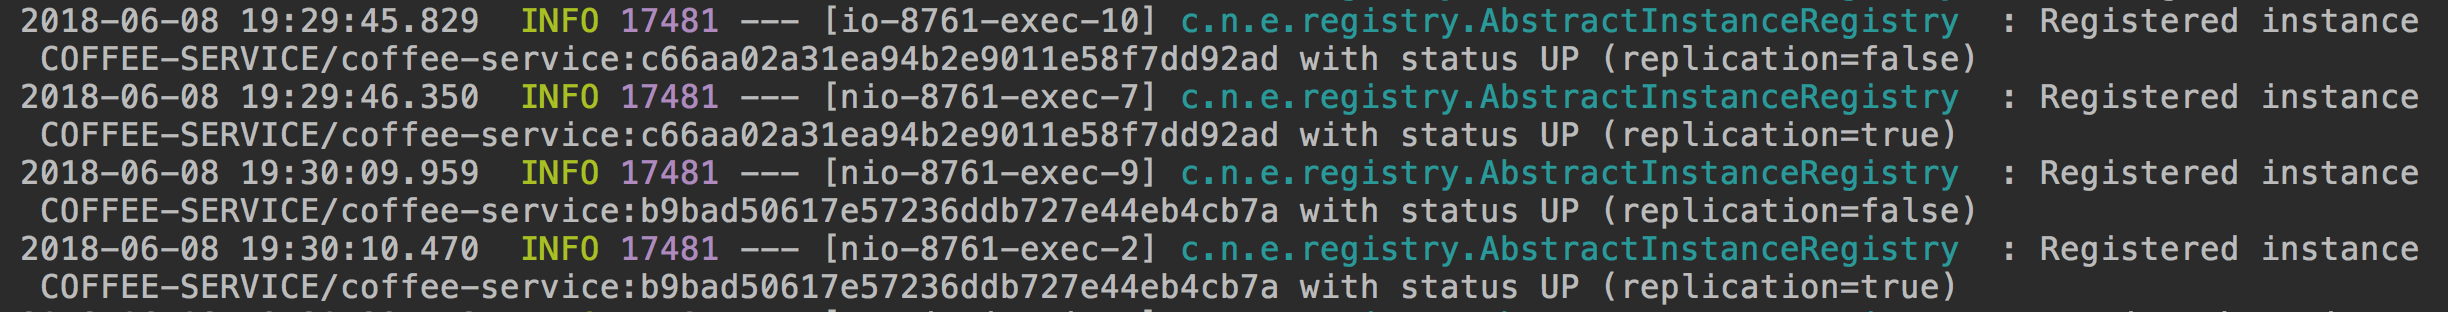 2018-06-08 19:29:45.829  INFO 17481 --- [io-8761-exec-10] c.n.e.registry.AbstractInstanceRegistry  : Registered instance
COFFEE-SERVICE/coffee-service:c66aa02a31ea94b2e9011e58f7dd92ad with status UP (replication=false)
2018-06-08 19:29:46.350  INFO 17481 --- [nio-8761-exec-7] c.n.e.registry.AbstractInstanceRegistry  : Registered instance
COFFEE-SERVICE/coffee-service:c66aa02a31ea94b2e9011e58f7dd92ad with status UP (replication=true)
2018-06-08 19:30:09.959  INFO 17481 --- [nio-8761-exec-9] c.n.e.registry.AbstractInstanceRegistry  : Registered instance
COFFEE-SERVICE/coffee-service:b9bad50617e57236ddb727e44eb4cb7a with status UP (replication=false)
2018-06-08 19:30:10.470  INFO 17481 --- [nio-8761-exec-2] c.n.e.registry.AbstractInstanceRegistry  : Registered instance
COFFEE-SERVICE/coffee-service:b9bad50617e57236ddb727e44eb4cb7a with status UP (replication=true)